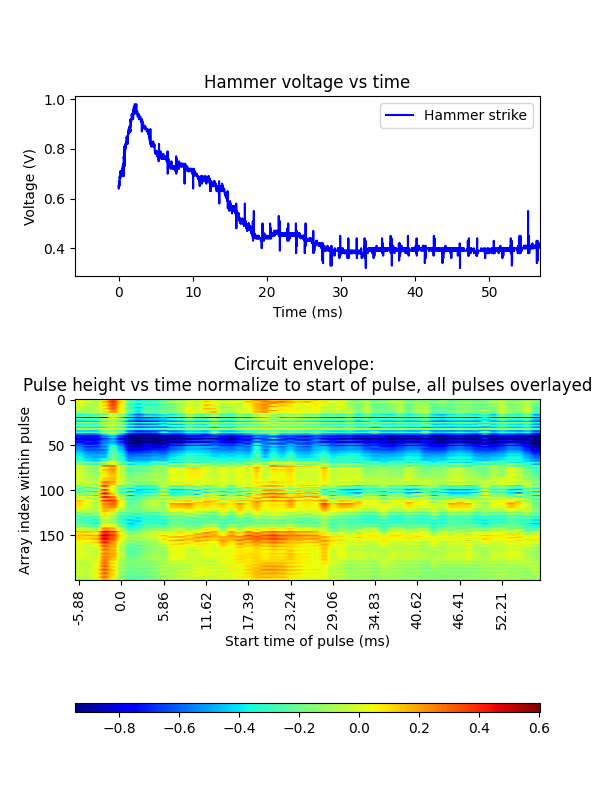 Hammer voltage vs time
1.0
0.8
0.6
0.4
Voltage (V)
Hammer strike
0 10 20 30 40 50
Time (ms)
Circuit envelope:
Pulse height vs time normalize to start of pulse, all pulses overlayed
0
50
100
150
Array index within pulse
-5.88 0.0 5.86 11.62 17.39 23.24 29.06 34.83 40.62 46.41 52.21
Start time of pulse (ms)
−0.8 −0.6 −0.4 −0.2 0.0 0.2 0.4 0.6